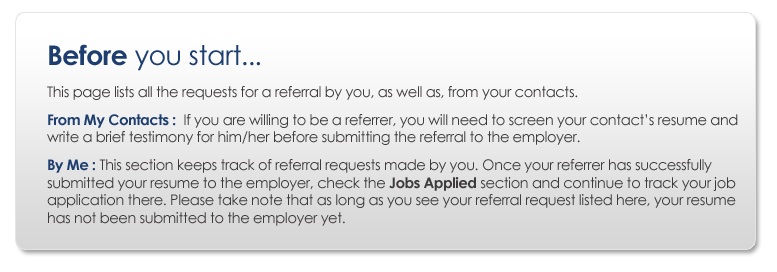 Before you start...
This page lists all the requests for a referral by you, as well as, from your contacts.
From My Contacts : If you are willing to be a referrer, you will need to screen your contact's resume and
write a brief testimony for him/her before submitting the referral to the employer.
By Me : This section keeps track of referral requests made by you. Once your referrer has successfully
submitted your resume to the employer, check the Jobs Applied section and continue to track your job
application there. Please take note that as long as you see your referral request listed here, your resume
has not been submitted to the employer yet.